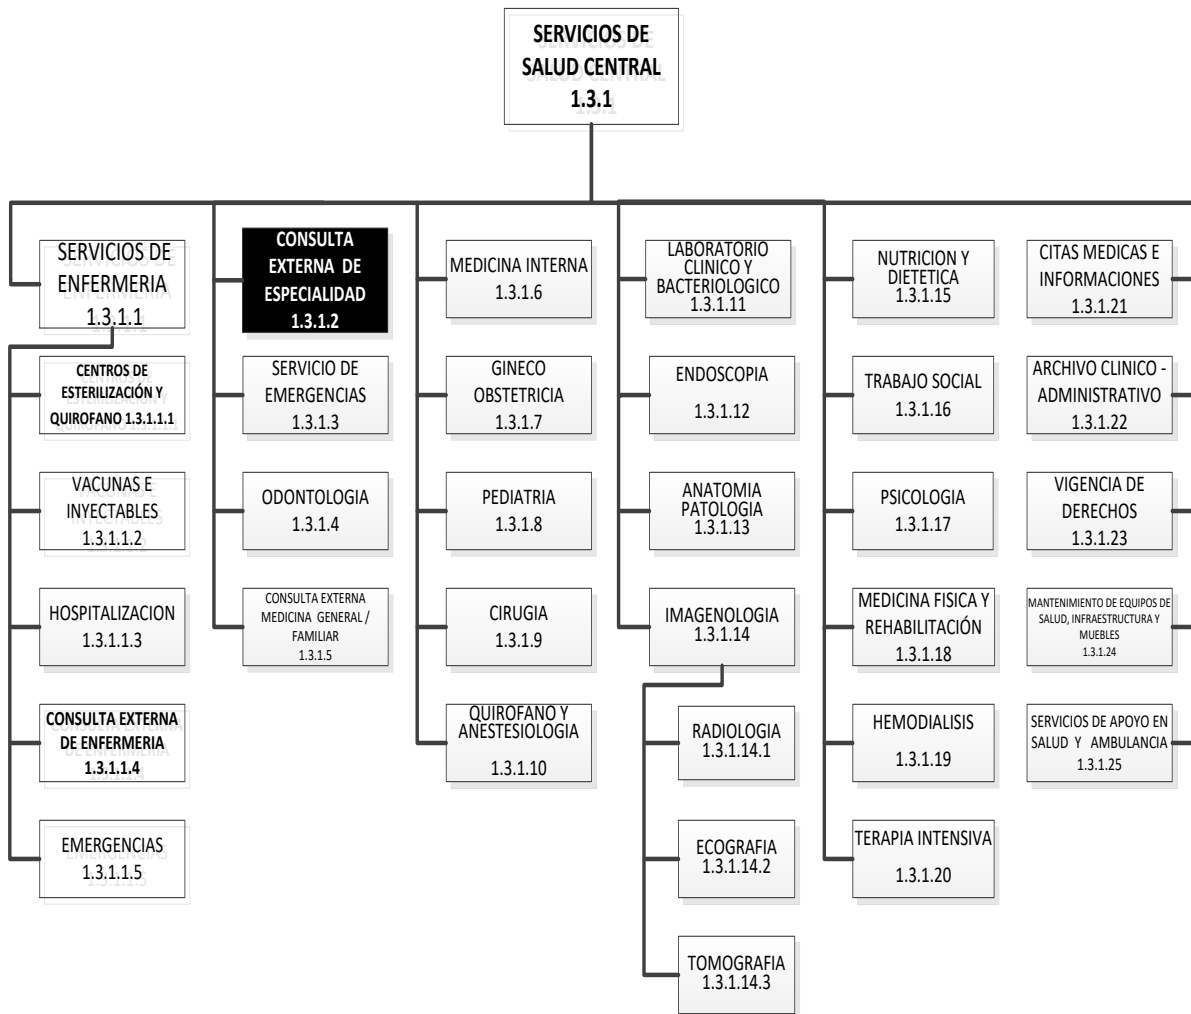 SERVICIOS DE
SALUD CENTRAL
1.3.1
SERVICIOS DE
ENFERMERIA
1.3.1.1
CENTROS DE
ESTERILIZACIÓN Y
QUIROFANO 1.3.1.1.1
VACUNAS E
INYECTABLES
1.3.1.1.2
HOSPITALIZACION
1.3.1.1.3
CONSULTA EXTERNA
DE ENFERMERIA
1.3.1.1.4
EMERGENCIAS
1.3.1.1.5
CONSULTA
EXTERNA DE
ESPECIALIDAD
1.3.1.2
SERVICIO DE
EMERGENCIAS
1.3.1.3
ODONTOLOGIA
1.3.1.4
CONSULTA EXTERNA
MEDICINA GENERAL /
FAMILIAR
1.3.1.5
MEDICINA INTERNA
1.3.1.6
GINECO
OBSTETRICIA
1.3.1.7
PEDIATRIA
1.3.1.8
CIRUGIA
1.3.1.9
QUIROFANO Y
ANESTESIOLOGIA
1.3.1.10
LABORATORIO
CLINICO Y
BACTERIOLOGICO
1.3.1.11
ENDOSCOPIA
1.3.1.12
ANATOMIA
PATOLOGIA
1.3.1.13
IMAGENOLOGIA
1.3.1.14
RADIOLOGIA
1.3.1.14.1
ECOGRAFIA
1.3.1.14.2
TOMOGRAFIA
1.3.1.14.3
NUTRICION Y
DIETETICA
1.3.1.15
TRABAJO SOCIAL
1.3.1.16
PSICOLOGIA
1.3.1.17
MEDICINA FISICA Y
REHABILITACIÓN
1.3.1.18
HEMODIALISIS
1.3.1.19
TERAPIA INTENSIVA
1.3.1.20
CITAS MEDICAS E
INFORMACIONES
1.3.1.21
ARCHIVO CLINICO -
ADMINISTRATIVO
1.3.1.22
VIGENCIA DE
DERECHOS
1.3.1.23
MANTENIMIENTO DE EQUIPOS DE
SALUD, INFRAESTRUCTURA Y
MUEBLES
1.3.1.24
SERVICIOS DE APOYO EN
SALUD Y AMBULANCIA
1.3.1.25